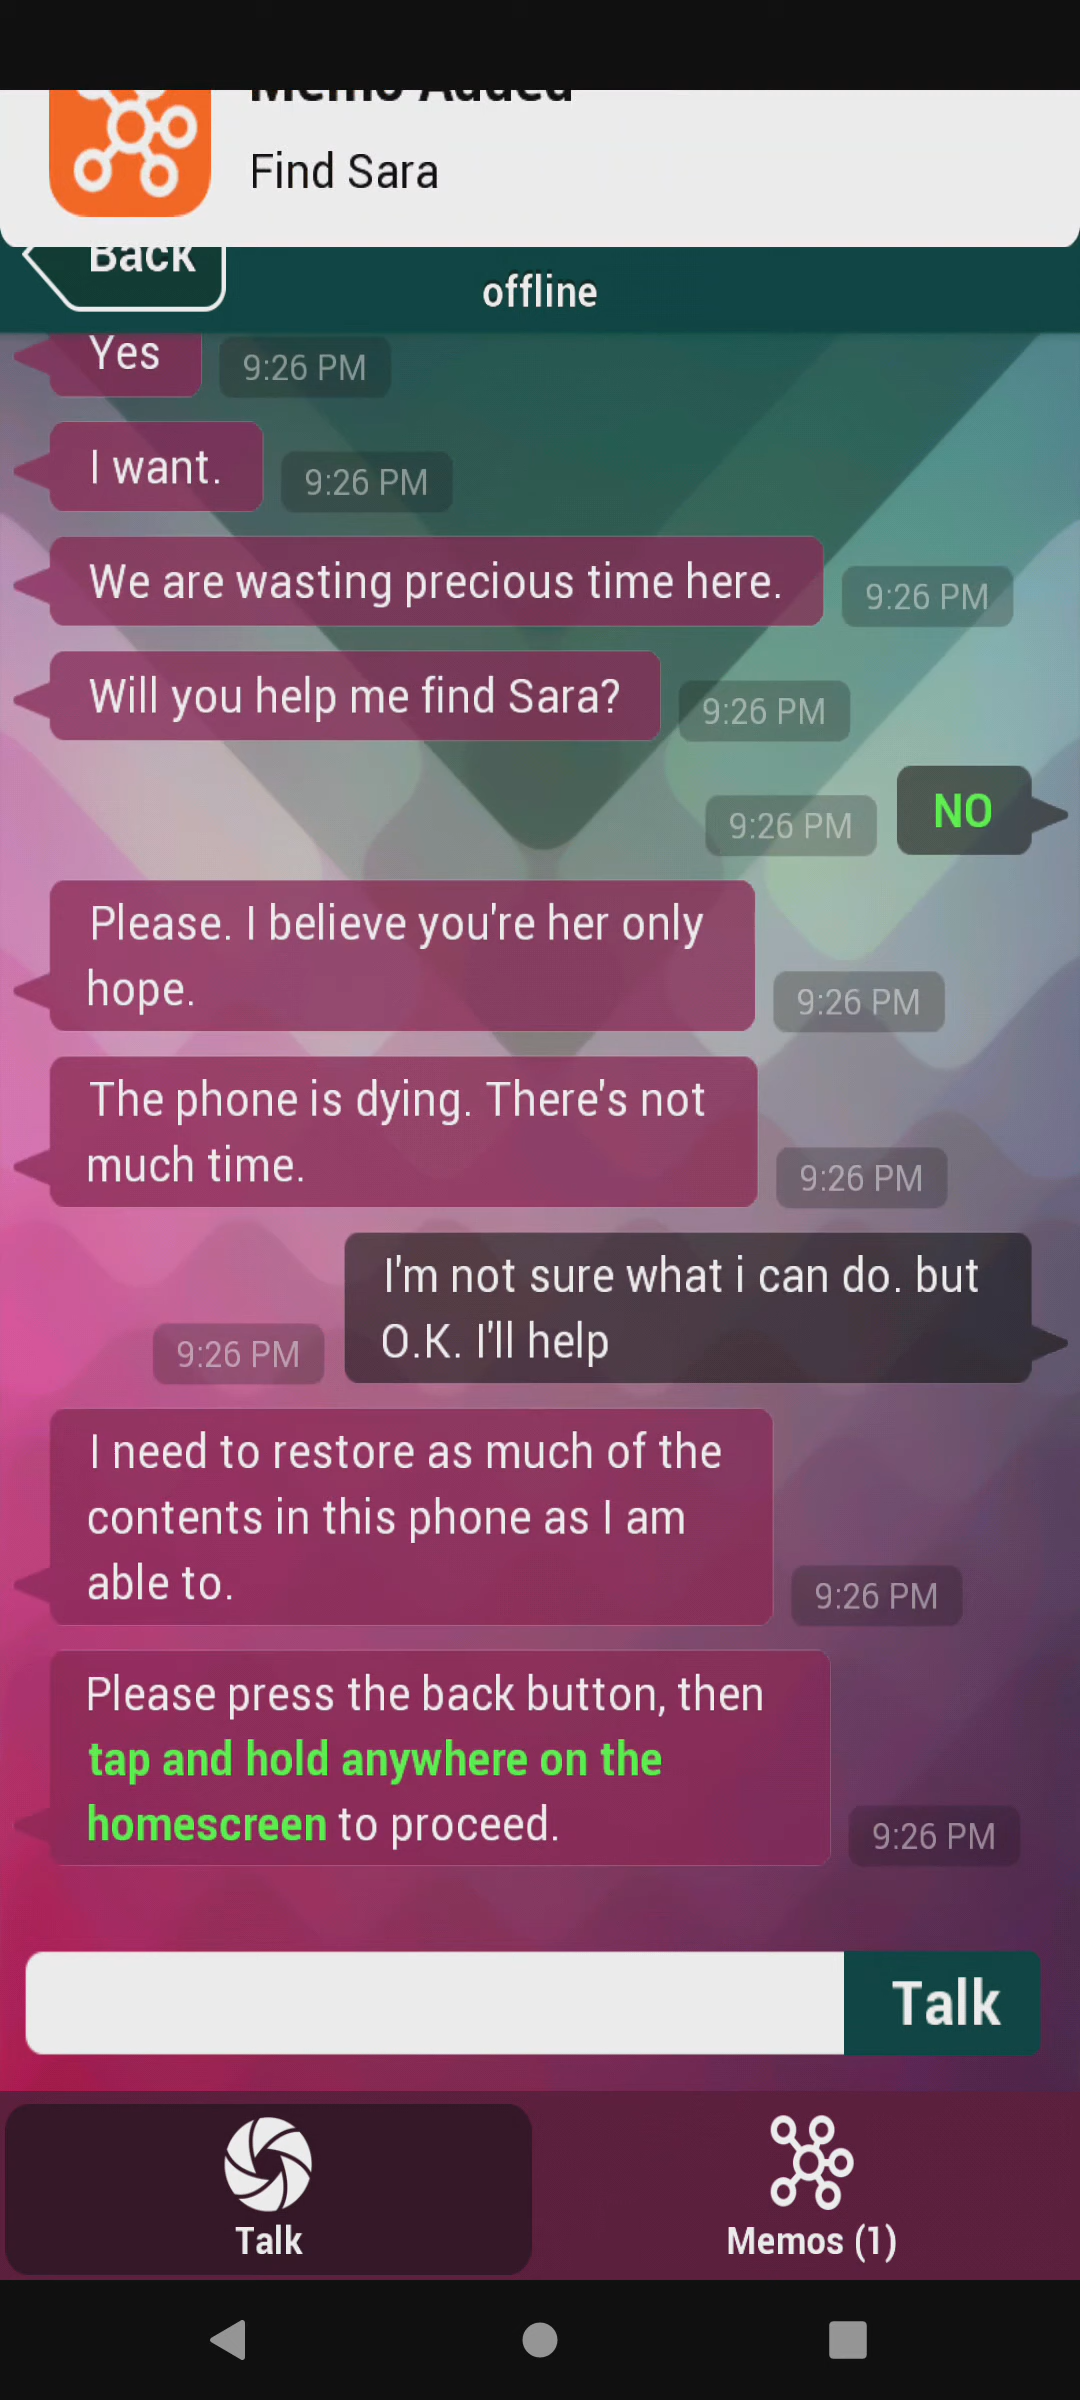 Memo Added
Find Sara
Back
offline
Yes
9:26 PM
I want.
9:26 PM
We are wasting precious time here.
9:26 PM
Will you help me find Sara?
9:26 PM
NO
9:26 PM
Please. I believe you're her only
hope.
9:26 PM
The phone is dying. There's not
much time.
9:26 PM
I'm not sure what i can do. but
O.K. I'll help
9:26 PM
I need to restore as much of the
contents in this phone as I am
able to.
9:26 PM
Please press the back button, then
tap and hold anywhere on the
homescreen to proceed.
9:26 PM
Talk
Talk
Memos (1)